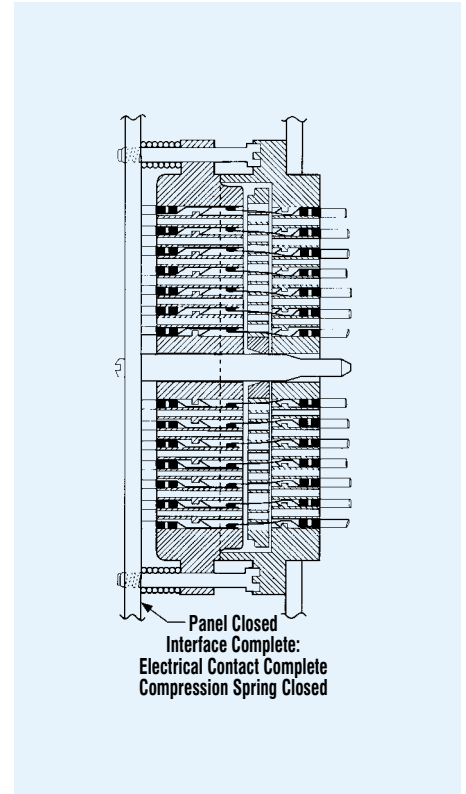 Panel Closed
Interface Complete:
Electrical Contact Complete
Compression Spring Closed